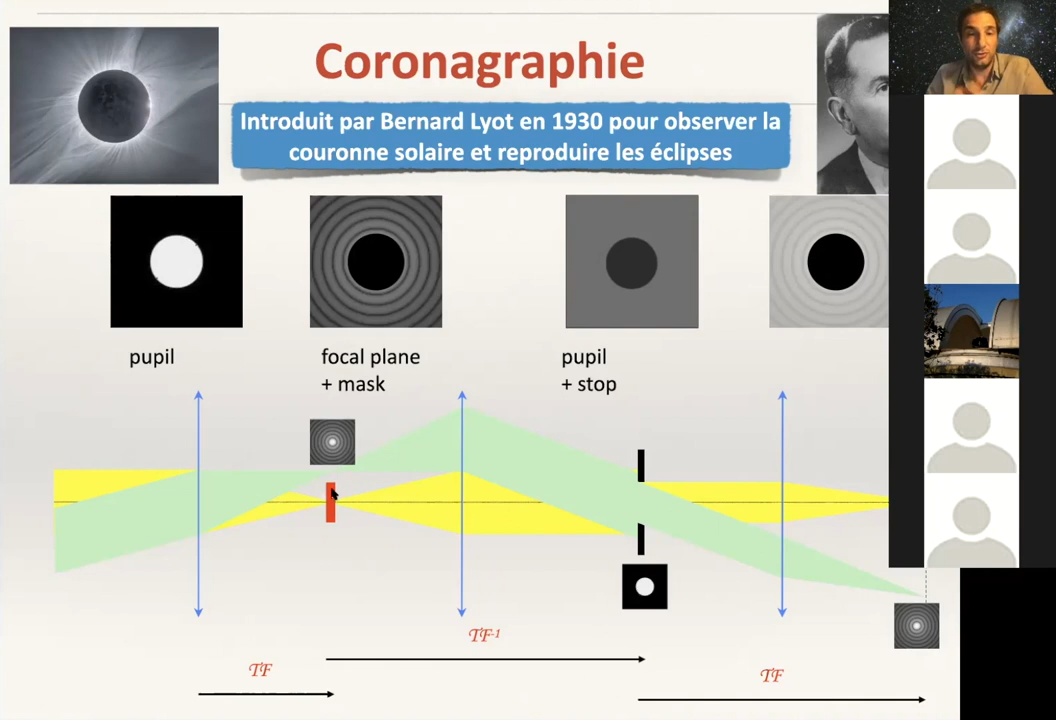 Coronagraphie
Introduit par Bernard Lyot en 1930 pour observer la
couronne solaire et reproduire les éclipses
pupil
focal plane
+ mask
pupil
+ stop
TF
TF-1
TF